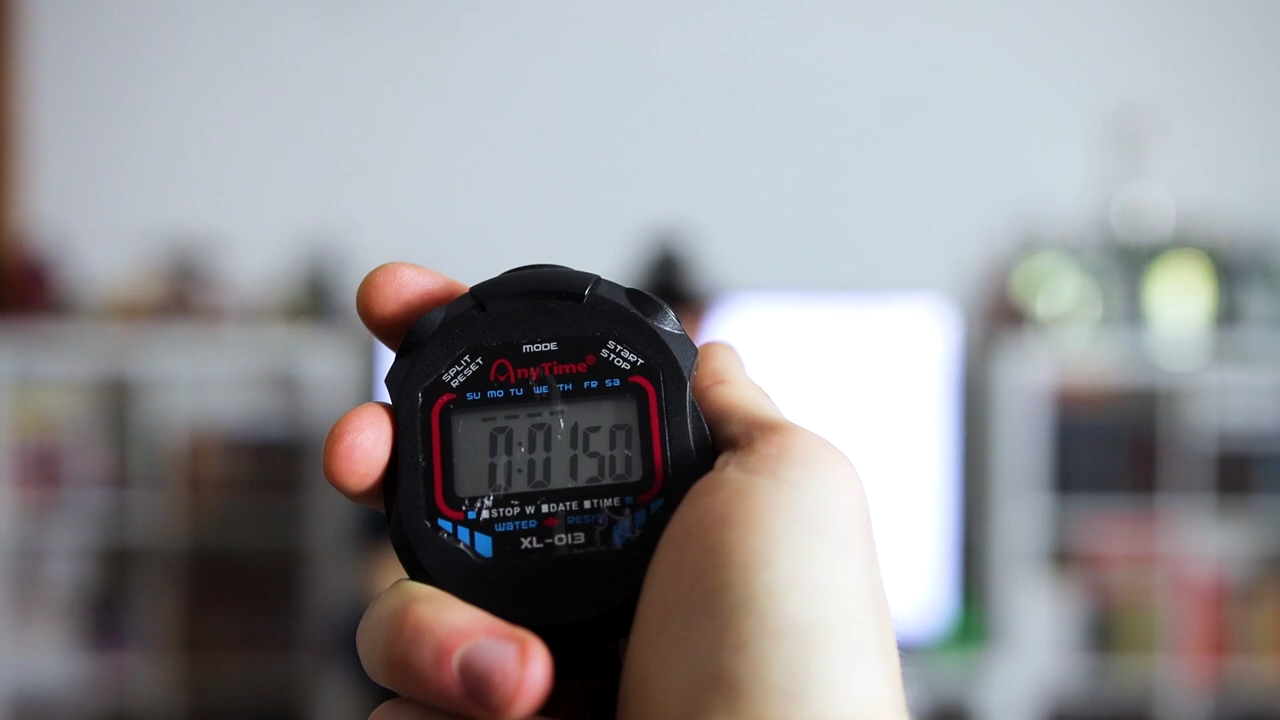 MODE
SPLIT RESET
START STOP
AnyTime®
SU MO TU WE TH FR Sa
0:01 50
STOP W DATE TIME
WATER RESIST
XL-013